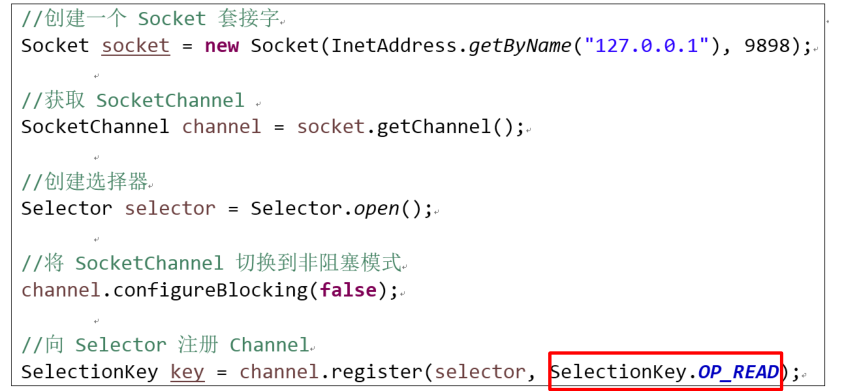 //创建一个 Socket 套接字
Socket socket = new Socket(InetAddress.getByName("127.0.0.1"), 9898);
//获取 SocketChannel
SocketChannel channel = socket.getChannel();
//创建选择器
Selector selector = Selector.open();
//将 SocketChannel 切换到非阻塞模式
channel.configureBlocking(false);
//向 Selector 注册 Channel
SelectionKey key = channel.register(selector, SelectionKey.OP_READ);